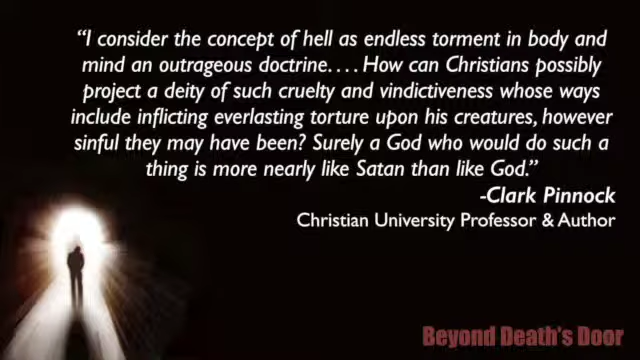 “I consider the concept of hell as endless torment in body and
mind an outrageous doctrine. . . . How can Christians possibly
project a deity of such cruelty and vindictiveness whose ways
include inflicting everlasting torture upon his creatures, however
sinful they may have been? Surely a God who would do such a
thing is more nearly like Satan than like God.”
-Clark Pinnock
Christian University Professor & Author
Beyond Death's Door